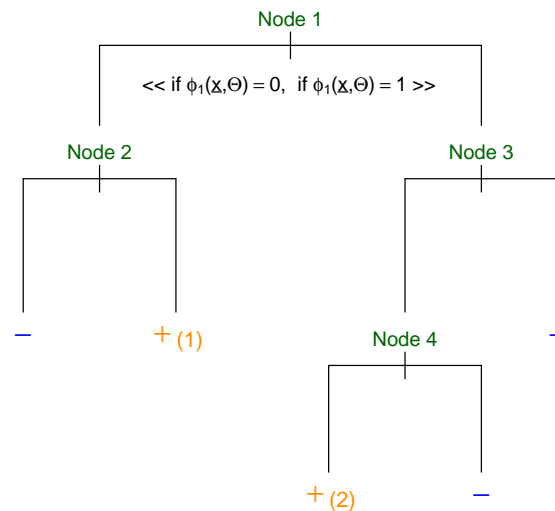 Node 1
<< if ϕ₁(x,Θ) = 0, if ϕ₁(x,Θ) = 1 >>
Node 2 Node 3
− + (1) Node 4 −
+ (2) −